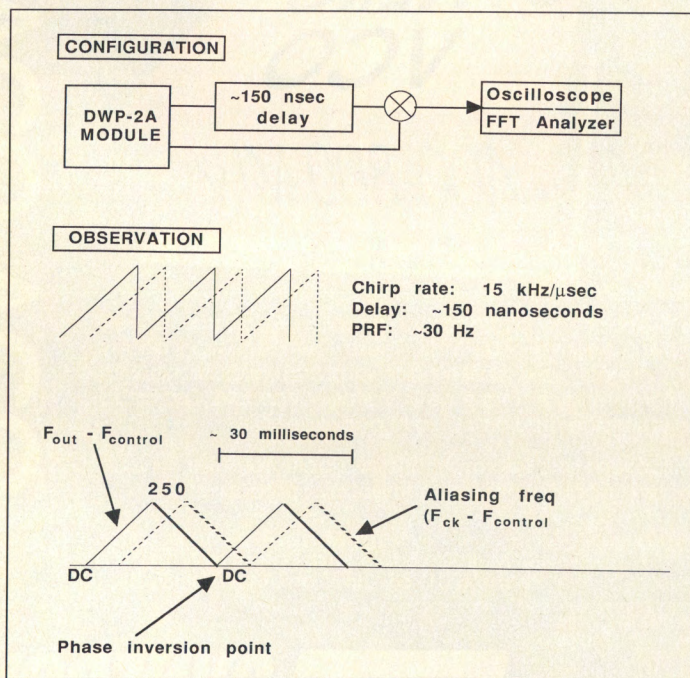 CONFIGURATION
DWP-2A
MODULE
~150 nsec
delay
Oscilloscope
FFT Analyzer
OBSERVATION
Chirp rate: 15 kHz/μsec
Delay: ~150 nanoseconds
PRF: ~30 Hz
Fout - Fcontrol
~ 30 milliseconds
250
Aliasing freq
(Fck - Fcontrol
DC
DC
Phase inversion point